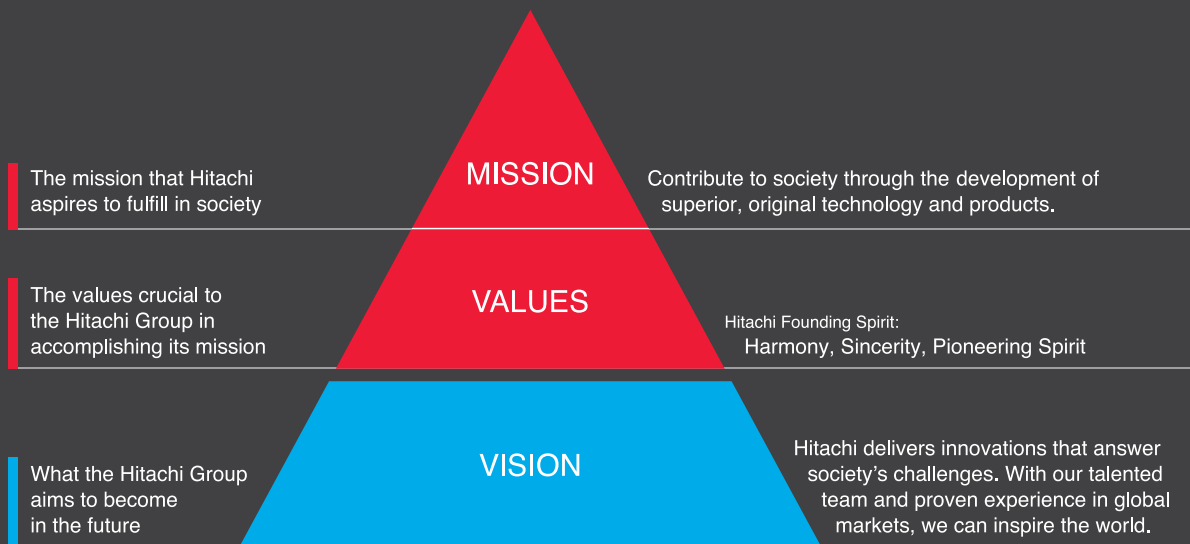 The mission that Hitachi
aspires to fulfill in society
MISSION
Contribute to society through the development of
superior, original technology and products.
The values crucial to
the Hitachi Group in
accomplishing its mission
VALUES
Hitachi Founding Spirit:
Harmony, Sincerity, Pioneering Spirit
What the Hitachi Group
aims to become
in the future
VISION
Hitachi delivers innovations that answer
society's challenges. With our talented
team and proven experience in global
markets, we can inspire the world.